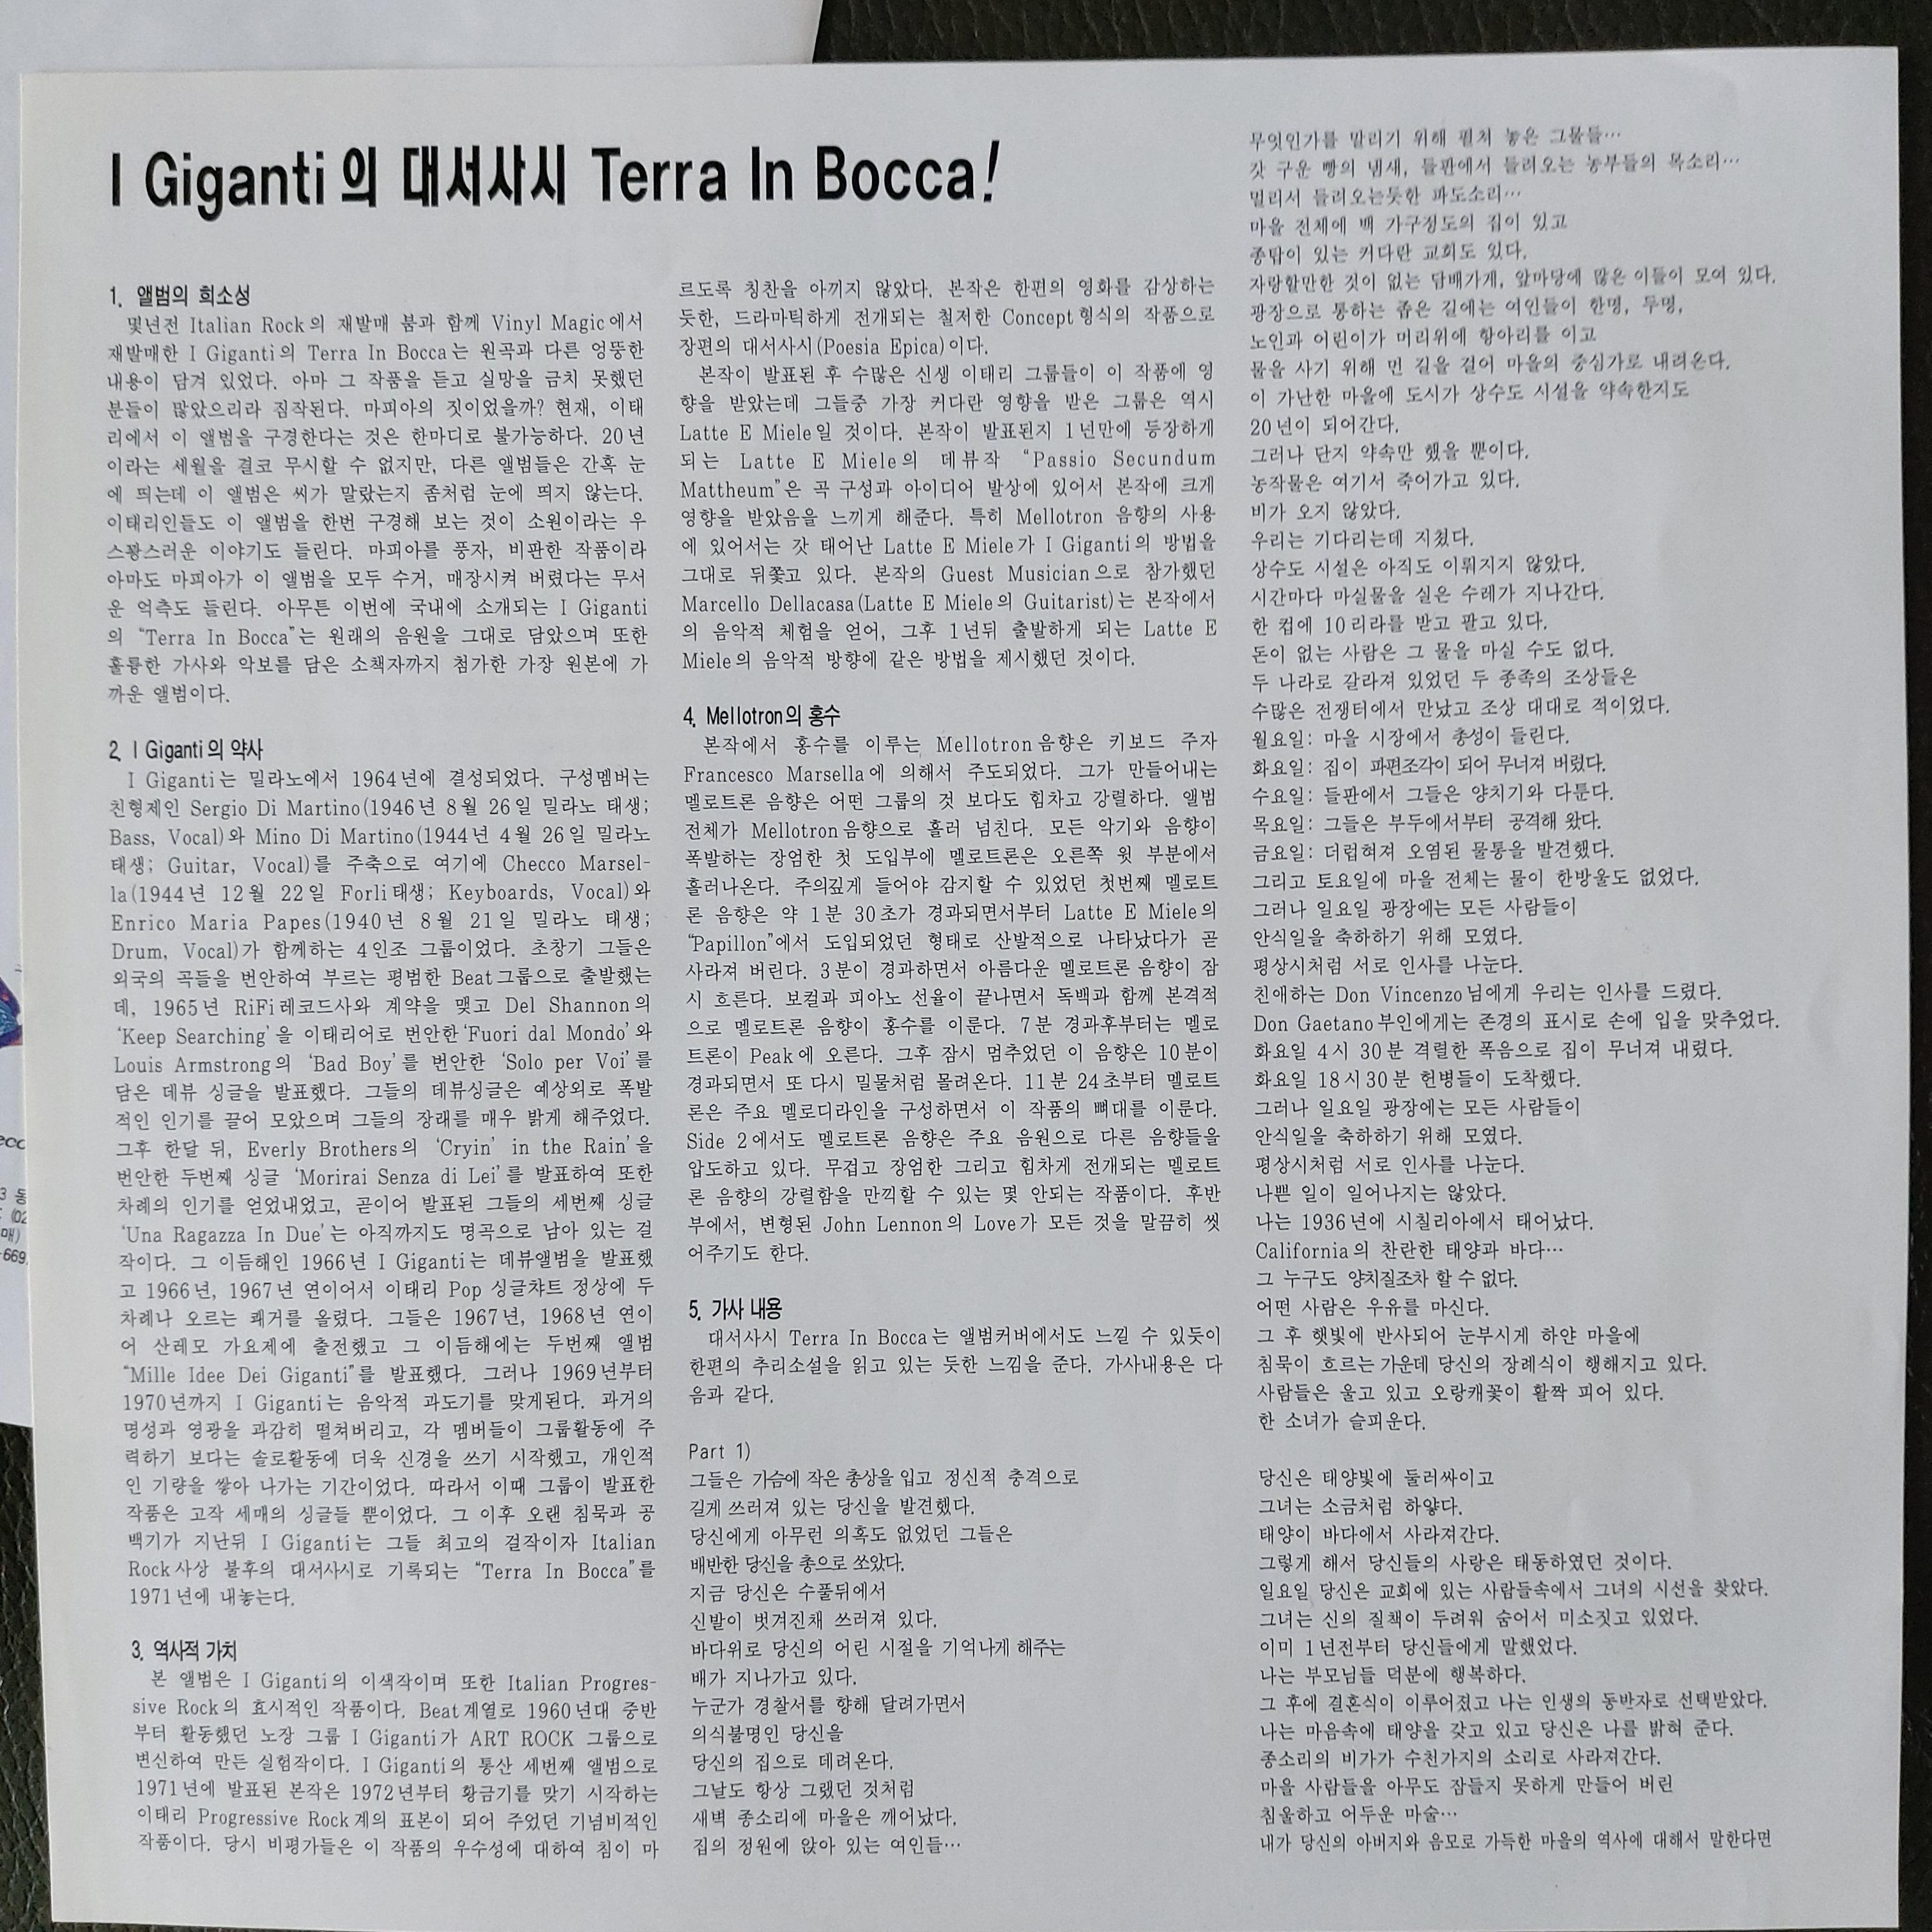 I Giganti의 대서사시 Terra In Bocca!
1. 앨범의 희소성
몇년전 Italian Rock의 재발매 붐과 함께 Vinyl Magic에서
재발매한 I Giganti의 Terra In Bocca는 원곡과 다른 엉뚱한
내용이 담겨 있었다. 아마 그 작품을 듣고 실망을 금치 못했던
분들이 많았으리라 짐작된다. 마피아의 짓이었을까? 현재, 이태
리에서 이 앨범을 구경한다는 것은 한마디로 불가능하다. 20년
이라는 세월을 결코 무시할 수 없지만, 다른 앨범들은 간혹 눈
에 띄는데 이 앨범은 씨가 말랐는지 좀처럼 눈에 띄지 않는다.
이태리인들도 이 앨범을 한번 구경해 보는 것이 소원이라는 우
스꽝스러운 이야기도 들린다. 마피아를 풍자, 비판한 작품이라
아마도 마피아가 이 앨범을 모두 수거, 매장시켜 버렸다는 무서
운 억측도 들린다. 아무튼 이번에 국내에 소개되는 I Giganti
의 “Terra In Bocca”는 원래의 음원을 그대로 담았으며 또한
훌륭한 가사와 악보를 담은 소책자까지 첨가한 가장 원본에 가
까운 앨범이다.
2. I Giganti의 약사
I Giganti는 밀라노에서 1964년에 결성되었다. 구성멤버는
친형제인 Sergio Di Martino(1946년 8월 26일 밀라노 태생;
Bass, Vocal)와 Mino Di Martino(1944년 4월 26일 밀라노
태생; Guitar, Vocal)를 주축으로 여기에 Checco Marsel-
la(1944년 12월 22일 Forli태생; Keyboards, Vocal)와
Enrico Maria Papes(1940년 8월 21일 밀라노 태생;
Drum, Vocal)가 함께하는 4인조 그룹이었다. 초창기 그들은
외국의 곡들을 번안하여 부르는 평범한 Beat그룹으로 출발했는
데, 1965년 RiFi레코드사와 계약을 맺고 Del Shannon의
‘Keep Searching’을 이태리어로 번안한‘Fuori dal Mondo’와
Louis Armstrong의 ‘Bad Boy’를 번안한 ‘Solo per Voi’를
담은 데뷰 싱글을 발표했다. 그들의 데뷰싱글은 예상외로 폭발
적인 인기를 끌어 모았으며 그들의 장래를 매우 밝게 해주었다.
그후 한달 뒤, Everly Brothers의 ‘Cryin’ in the Rain’을
번안한 두번째 싱글 ‘Morirai Senza di Lei’를 발표하여 또한
차례의 인기를 얻었내었고, 곧이어 발표된 그들의 세번째 싱글
‘Una Ragazza In Due’는 아직까지도 명곡으로 남아 있는 걸
작이다. 그 이듬해인 1966년 I Giganti는 데뷰앨범을 발표했
고 1966년, 1967년 연이어서 이태리 Pop 싱글챠트 정상에 두
차례나 오르는 쾌거를 올렸다. 그들은 1967년, 1968년 연이
어 산레모 가요제에 출전했고 그 이듬해에는 두번째 앨범
“Mille Idee Dei Giganti”를 발표했다. 그러나 1969년부터
1970년까지 I Giganti는 음악적 과도기를 맞게된다. 과거의
명성과 영광을 과감히 떨쳐버리고, 각 멤버들이 그룹활동에 주
력하기 보다는 솔로활동에 더욱 신경을 쓰기 시작했고, 개인적
인 기량을 쌓아 나가는 기간이었다. 따라서 이때 그룹이 발표한
작품은 고작 세매의 싱글들 뿐이었다. 그 이후 오랜 침묵과 공
백기가 지난뒤 I Giganti는 그들 최고의 걸작이자 Italian
Rock사상 불후의 대서사시로 기록되는 “Terra In Bocca”를
1971년에 내놓는다.
3. 역사적 가치
본 앨범은 I Giganti의 이색작이며 또한 Italian Progres-
sive Rock의 효시적인 작품이다. Beat계열로 1960년대 중반
부터 활동했던 노장 그룹 I Giganti가 ART ROCK 그룹으로
변신하여 만든 실험작이다. I Giganti의 통산 세번째 앨범으로
1971년에 발표된 본작은 1972년부터 황금기를 맞기 시작하는
이태리 Progressive Rock계의 표본이 되어 주었던 기념비적인
작품이다. 당시 비평가들은 이 작품의 우수성에 대하여 침이 마
르도록 칭찬을 아끼지 않았다. 본작은 한편의 영화를 감상하는
듯한, 드라마틱하게 전개되는 철저한 Concept형식의 작품으로
장편의 대서사시(Poesia Epica)이다.
본작이 발표된 후 수많은 신생 이태리 그룹들이 이 작품에 영
향을 받았는데 그들중 가장 커다란 영향을 받은 그룹은 역시
Latte E Miele일 것이다. 본작이 발표된지 1년만에 등장하게
되는 Latte E Miele의 데뷰작 “Passio Secundum
Mattheum”은 곡 구성과 아이디어 발상에 있어서 본작에 크게
영향을 받았음을 느끼게 해준다. 특히 Mellotron 음향의 사용
에 있어서는 갓 태어난 Latte E Miele가 I Giganti의 방법을
그대로 뒤쫓고 있다. 본작의 Guest Musician으로 참가했던
Marcello Dellacasa(Latte E Miele의 Guitarist)는 본작에서
의 음악적 체험을 얻어, 그후 1년뒤 출발하게 되는 Latte E
Miele의 음악적 방향에 같은 방법을 제시했던 것이다.
4. Mellotron의 홍수
본작에서 홍수를 이루는 Mellotron음향은 키보드 주자
Francesco Marsella에 의해서 주도되었다. 그가 만들어내는
멜로트론 음향은 어떤 그룹의 것 보다도 힘차고 강렬하다. 앨범
전체가 Mellotron음향으로 흘러 넘친다. 모든 악기와 음향이
폭발하는 장엄한 첫 도입부에 멜로트론은 오른쪽 윗 부분에서
흘러나온다. 주의깊게 들어야 감지할 수 있었던 첫번째 멜로트
론 음향은 약 1분 30초가 경과되면서부터 Latte E Miele의
“Papillon”에서 도입되었던 형태로 산발적으로 나타났다가 곧
사라져 버린다. 3분이 경과하면서 아름다운 멜로트론 음향이 잠
시 흐른다. 보컬과 피아노 선율이 끝나면서 독백과 함께 본격적
으로 멜로트론 음향이 홍수를 이룬다. 7분 경과후부터는 멜로
트론이 Peak에 오른다. 그후 잠시 멈추었던 이 음향은 10분이
경과되면서 또 다시 밀물처럼 몰려온다. 11분 24초부터 멜로트
론은 주요 멜로디라인을 구성하면서 이 작품의 뼈대를 이룬다.
Side 2에서도 멜로트론 음향은 주요 음원으로 다른 음향들을
압도하고 있다. 무겁고 장엄한 그리고 힘차게 전개되는 멜로트
론 음향의 강렬함을 만끽할 수 있는 몇 안되는 작품이다. 후반
부에서, 변형된 John Lennon의 Love가 모든 것을 말끔히 씻
어주기도 한다.
5. 가사 내용
대서사시 Terra In Bocca는 앨범커버에서도 느낄 수 있듯이
한편의 추리소설을 읽고 있는 듯한 느낌을 준다. 가사내용은 다
음과 같다.
Part 1)
그들은 가슴에 작은 총상을 입고 정신적 충격으로
길게 쓰러져 있는 당신을 발견했다.
당신에게 아무런 의혹도 없었던 그들은
배반한 당신을 총으로 쏘았다.
지금 당신은 수풀뒤에서
신발이 벗겨진채 쓰러져 있다.
바다위로 당신의 어린 시절을 기억나게 해주는
배가 지나가고 있다.
누군가 경찰서를 향해 달려가면서
의식불명인 당신을
당신의 집으로 데려온다.
그날도 항상 그랬던 것처럼
새벽 종소리에 마을은 깨어났다.
집의 정원에 앉아 있는 여인들…
무엇인가를 말리기 위해 펼쳐 놓은 그물들…
갓 구운 빵의 냄새, 들판에서 들려오는 농부들의 목소리…
멀리서 들려오는듯한 파도소리…
마을 전체에 백 가구정도의 집이 있고
종탑이 있는 커다란 교회도 있다.
자랑할만한 것이 없는 담배가게, 앞마당에 많은 이들이 모여 있다.
광장으로 통하는 좁은 길에는 여인들이 한명, 두명,
노인과 어린이가 머리위에 항아리를 이고
물을 사기 위해 먼 길을 걸어 마을의 중심가로 내려온다.
이 가난한 마을에 도시가 상수도 시설을 약속한지도
20년이 되어간다.
그러나 단지 약속만 했을 뿐이다.
농작물은 여기서 죽어가고 있다.
비가 오지 않았다.
우리는 기다리는데 지쳤다.
상수도 시설은 아직도 이뤄지지 않았다.
시간마다 마실물을 실은 수레가 지나간다.
한 컵에 10리라를 받고 팔고 있다.
돈이 없는 사람은 그 물을 마실 수도 없다.
두 나라로 갈라져 있었던 두 종족의 조상들은
수많은 전쟁터에서 만났고 조상 대대로 적이었다.
월요일: 마을 시장에서 총성이 들린다.
화요일: 집이 파편조각이 되어 무너져 버렸다.
수요일: 들판에서 그들은 양치기와 다툰다.
목요일: 그들은 부두에서부터 공격해 왔다.
금요일: 더럽혀져 오염된 물통을 발견했다.
그리고 토요일에 마을 전체는 물이 한방울도 없었다.
그러나 일요일 광장에는 모든 사람들이
안식일을 축하하기 위해 모였다.
평상시처럼 서로 인사를 나눈다.
친애하는 Don Vincenzo님에게 우리는 인사를 드렸다.
Don Gaetano부인에게는 존경의 표시로 손에 입을 맞추었다.
화요일 4시 30분 격렬한 폭음으로 집이 무너져 내렸다.
화요일 18시30분 헌병들이 도착했다.
그러나 일요일 광장에는 모든 사람들이
안식일을 축하하기 위해 모였다.
평상시처럼 서로 인사를 나눈다.
나쁜 일이 일어나지는 않았다.
나는 1936년에 시칠리아에서 태어났다.
California의 찬란한 태양과 바다…
그 누구도 양치질조차 할 수 없다.
어떤 사람은 우유를 마신다.
그 후 햇빛에 반사되어 눈부시게 하얀 마을에
침묵이 흐르는 가운데 당신의 장례식이 행해지고 있다.
사람들은 울고 있고 오랑캐꽃이 활짝 피어 있다.
한 소녀가 슬피운다.
당신은 태양빛에 둘러싸이고
그녀는 소금처럼 하얗다.
태양이 바다에서 사라져간다.
그렇게 해서 당신들의 사랑은 태동하였던 것이다.
일요일 당신은 교회에 있는 사람들속에서 그녀의 시선을 찾았다.
그녀는 신의 질책이 두려워 숨어서 미소짓고 있었다.
이미 1년전부터 당신들에게 말했었다.
나는 부모님들 덕분에 행복하다.
그 후에 결혼식이 이루어졌고 나는 인생의 동반자로 선택받았다.
나는 마음속에 태양을 갖고 있고 당신은 나를 밝혀 준다.
종소리의 비가가 수천가지의 소리로 사라져간다.
마을 사람들을 아무도 잠들지 못하게 만들어 버린
침울하고 어두운 마술…
내가 당신의 아버지와 음모로 가득한 마을의 역사에 대해서 말한다면